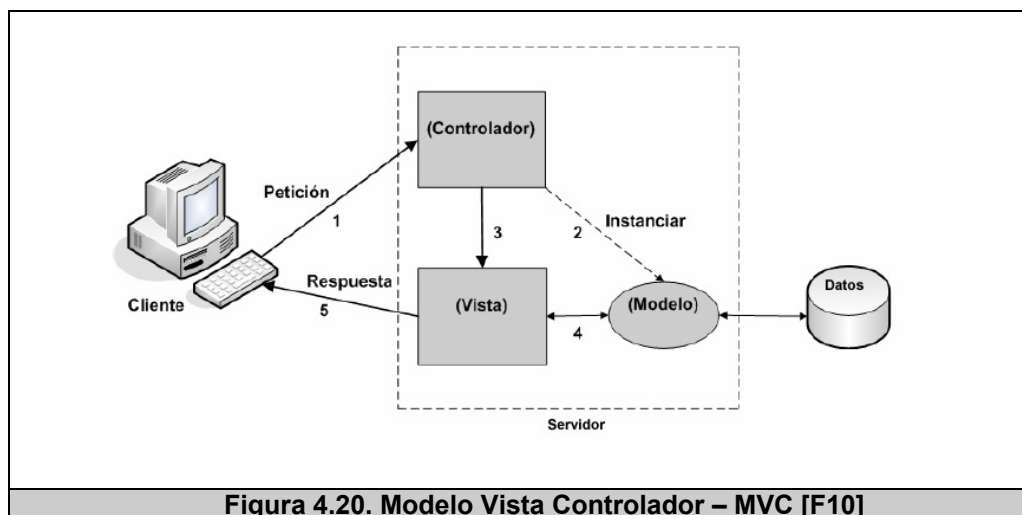 (Controlador)
Petición
1
Instanciar
2
3
Respuesta
5
Cliente
(Vista)
4
(Modelo)
Datos
Servidor
Figura 4.20. Modelo Vista Controlador – MVC [F10]